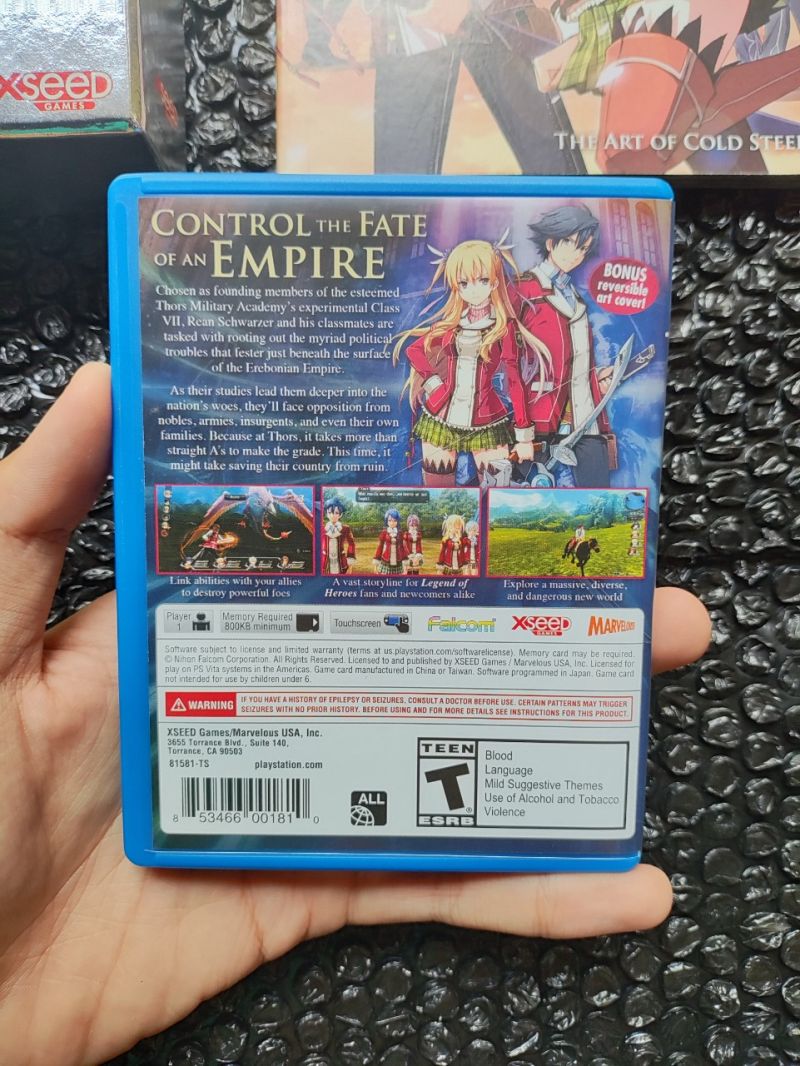 XSEED
GAMES
THE ART OF COLD STEEL
CONTROL THE FATE
OF AN EMPIRE
BONUS
reversible
art cover!
Chosen as founding members of the esteemed
Thors Military Academy's experimental Class
VII, Rean Schwarzer and his classmates are
tasked with rooting out the myriad political
troubles that fester just beneath the surface
of the Erebonian Empire.
As their studies lead them deeper into the
nation's woes, they'll face opposition from
nobles, armies, insurgents, and even their own
families. Because at Thors, it takes more than
straight A's to make the grade. This time, it
might take saving their country from ruin.
Link abilities with your allies
to destroy powerful foes
A vast storyline for Legend of
Heroes fans and newcomers alike
Explore a massive, diverse,
and dangerous new world
Player
1
Memory Required
800KB minimum
Touchscreen
Falcom
XSEED
GAMES
MARVELOUS
Software subject to license and limited warranty (terms at us.playstation.com/softwarelicense). Memory card may be required.
© Nihon Falcom Corporation. All Rights Reserved. Licensed to and published by XSEED Games / Marvelous USA, Inc. Licensed for
play on PS Vita systems in the Americas. Game card manufactured in China or Taiwan. Software programmed in Japan. Game card
not intended for use by children under 6.
WARNING
IF YOU HAVE A HISTORY OF EPILEPSY OR SEIZURES, CONSULT A DOCTOR BEFORE USE. CERTAIN PATTERNS MAY TRIGGER
SEIZURES WITH NO PRIOR HISTORY. BEFORE USING AND FOR MORE DETAILS SEE INSTRUCTIONS FOR THIS PRODUCT.
XSEED Games/Marvelous USA, Inc.
3655 Torrance Blvd., Suite 140,
Torrance, CA 90503
81581-TS playstation.com
8 53466 00181 0
ALL
TEEN
T
ESRB
Blood
Language
Mild Suggestive Themes
Use of Alcohol and Tobacco
Violence